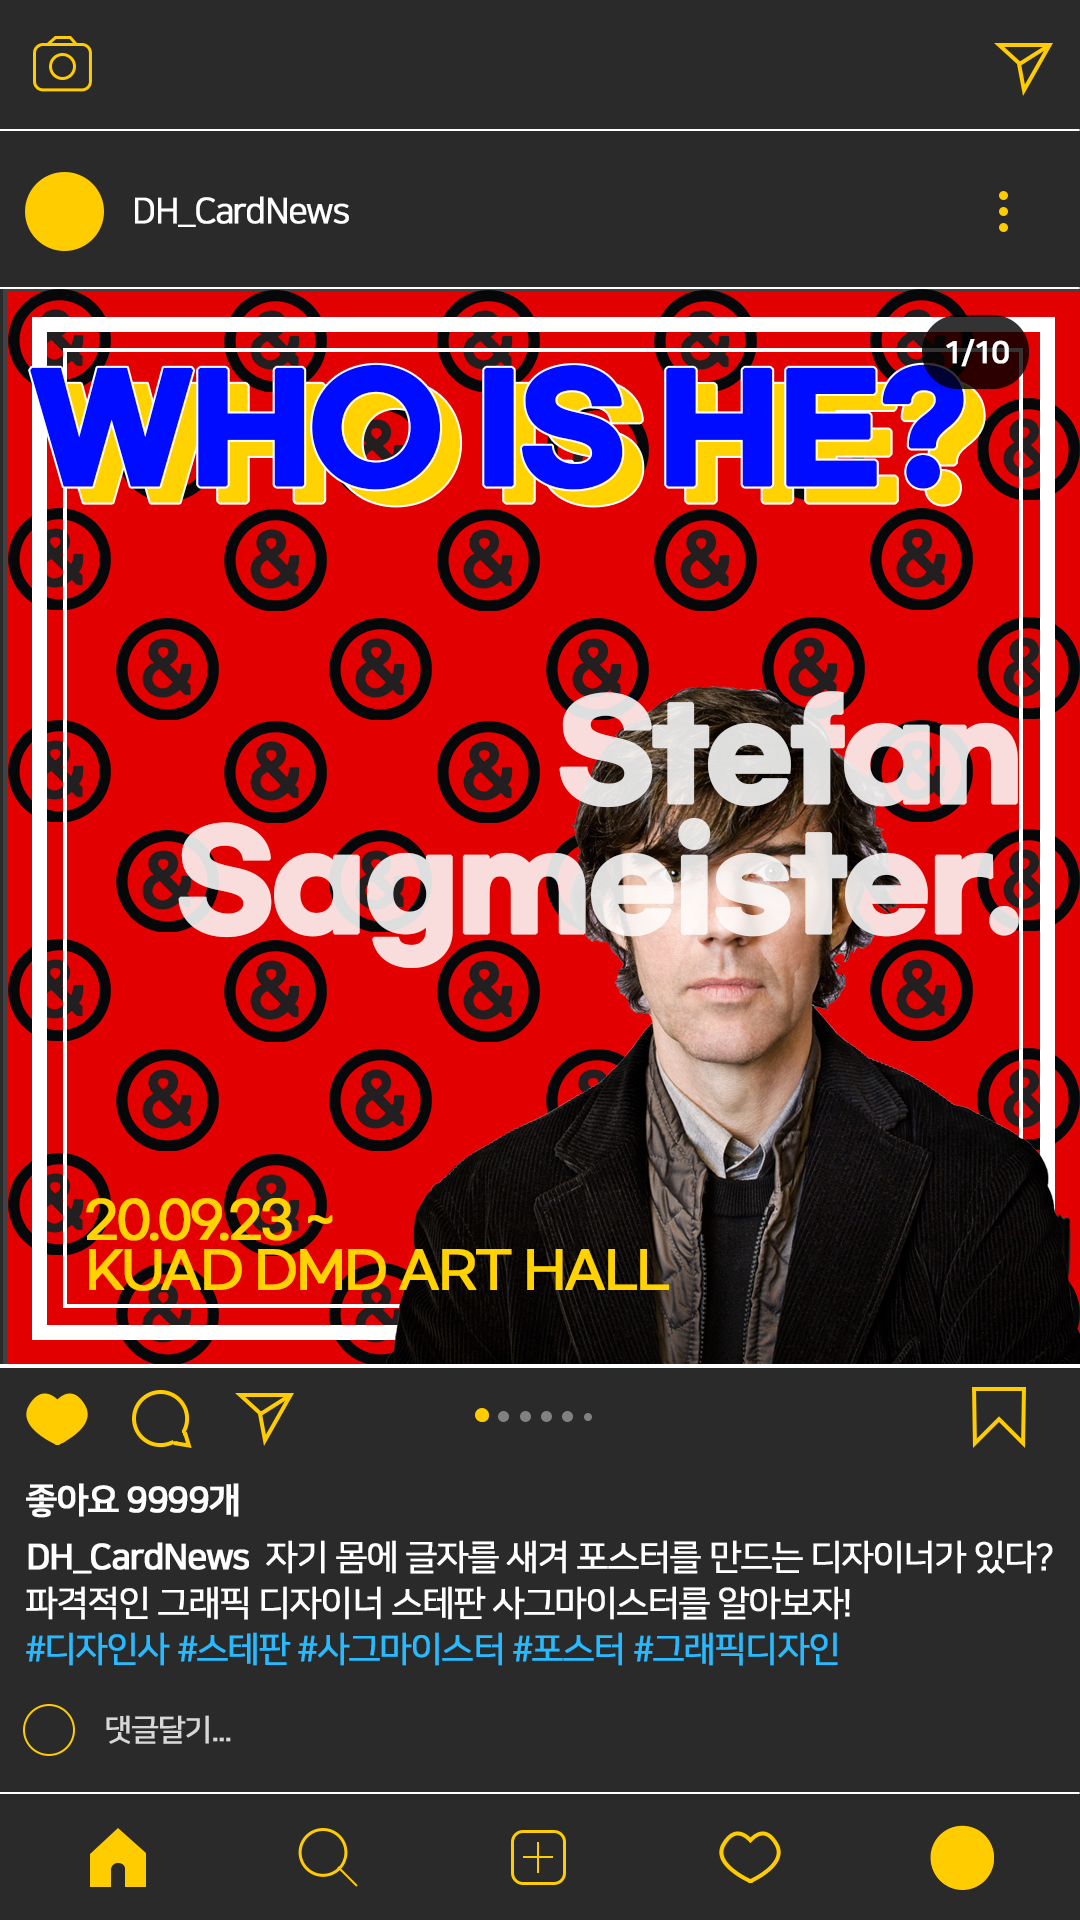 DH_CardNews
1/10
WHO IS HE?
Stefan
Sagmeister.
20.09.23 ~
KUAD DMD ART HALL
좋아요 9999개
DH_CardNews 자기 몸에 글자를 새겨 포스터를 만드는 디자이너가 있다?
파격적인 그래픽 디자이너 스테판 사그마이스터를 알아보자!
#디자인사 #스테판 #사그마이스터 #포스터 #그래픽디자인
댓글달기...